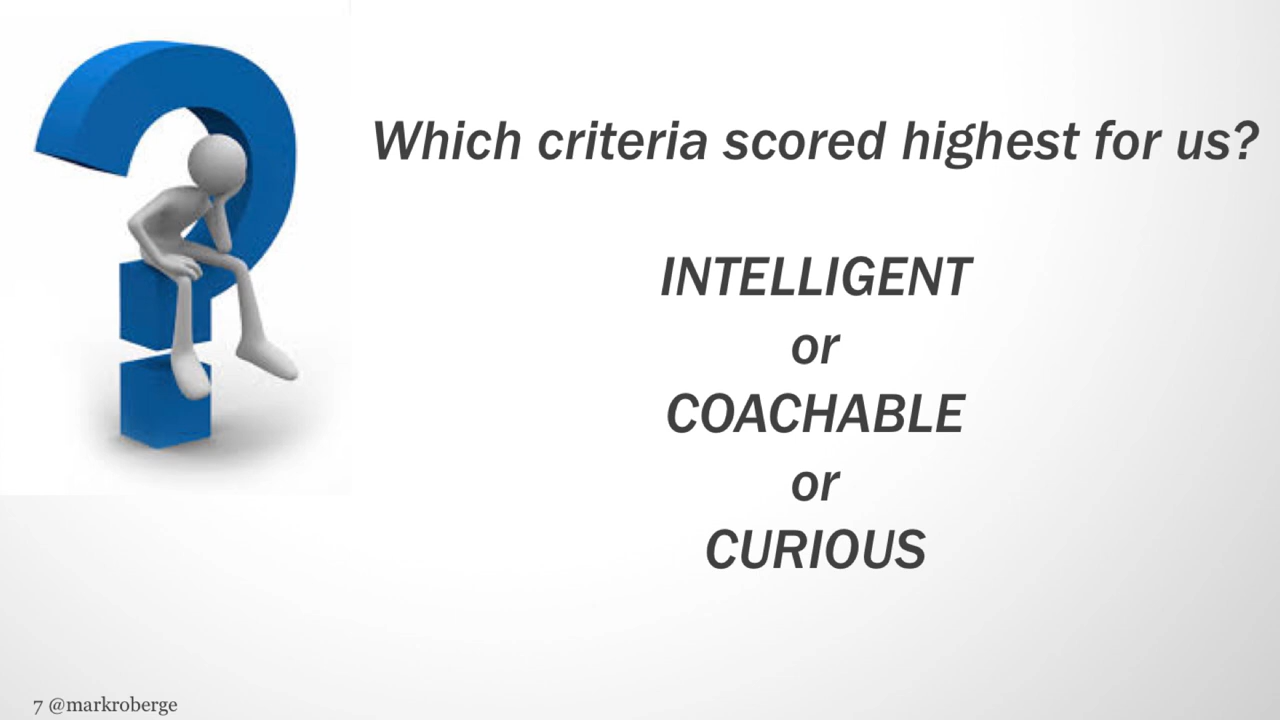 Which criteria scored highest for us?
INTELLIGENT
or
COACHABLE
or
CURIOUS
7 @markroberge